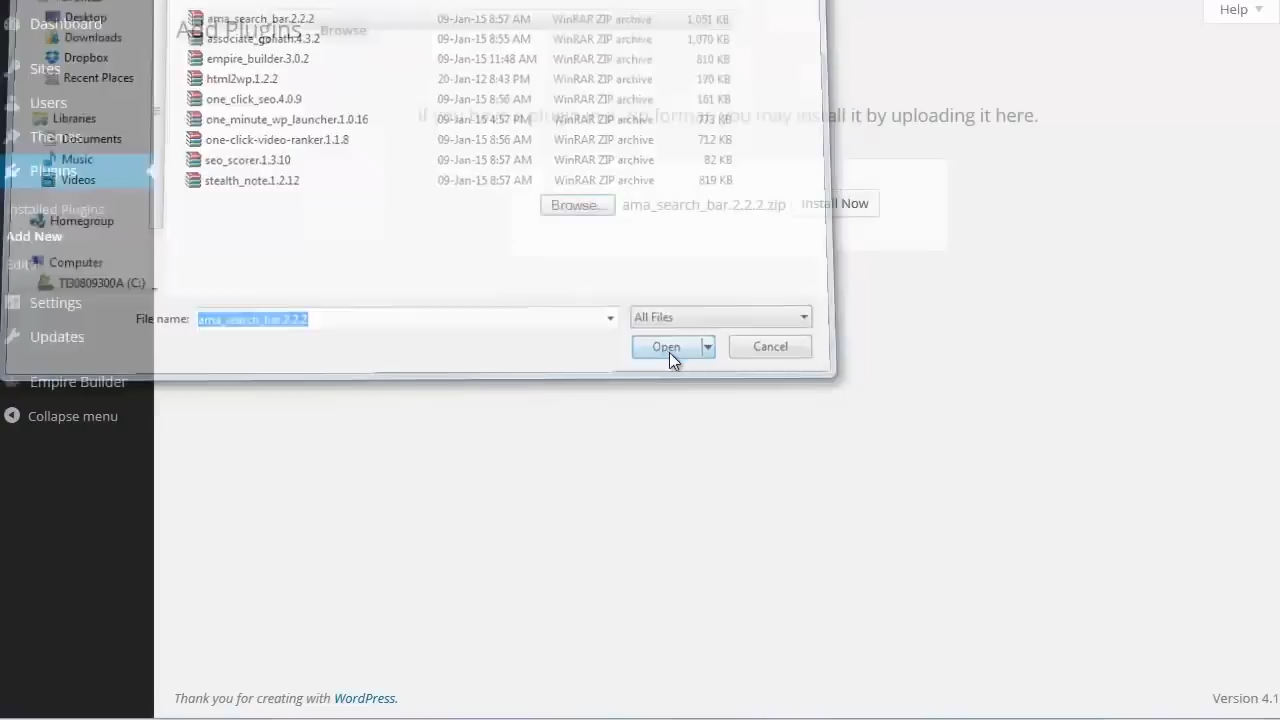 Help
Dashboard
Sites
Users
Themes
Plugins
Installed Plugins
Add New
Settings
Updates
Empire Builder
Collapse menu
Desktop
Downloads
Dropbox
Recent Places
Libraries
Documents
Music
Videos
Homegroup
Computer
TI30809300A (C:)
Add Plugins Browse
ama_search_bar.2.2.2 09-Jan-15 8:57 AM WinRAR ZIP archive 1,051 KB
associate_goliath.4.3.2 09-Jan-15 8:55 AM WinRAR ZIP archive 1,070 KB
empire_builder.3.0.2 09-Jan-15 11:48 AM WinRAR ZIP archive 810 KB
html2wp.1.2.2 20-Jan-12 8:43 PM WinRAR ZIP archive 170 KB
one_click_seo.4.0.9 09-Jan-15 8:56 AM WinRAR ZIP archive 161 KB
one_minute_wp_launcher.1.0.16 09-Jan-15 4:57 PM WinRAR ZIP archive 773 KB
one-click-video-ranker.1.1.8 09-Jan-15 8:56 AM WinRAR ZIP archive 712 KB
seo_scorer.1.3.10 09-Jan-15 8:57 AM WinRAR ZIP archive 82 KB
stealth_note.1.2.12 09-Jan-15 8:57 AM WinRAR ZIP archive 819 KB
you may install it by uploading it here.
Browse... ama_search_bar.2.2.2.zip Install Now
File name: ama_search_bar.2.2.2 All Files
Open Cancel
Thank you for creating with WordPress. Version 4.1